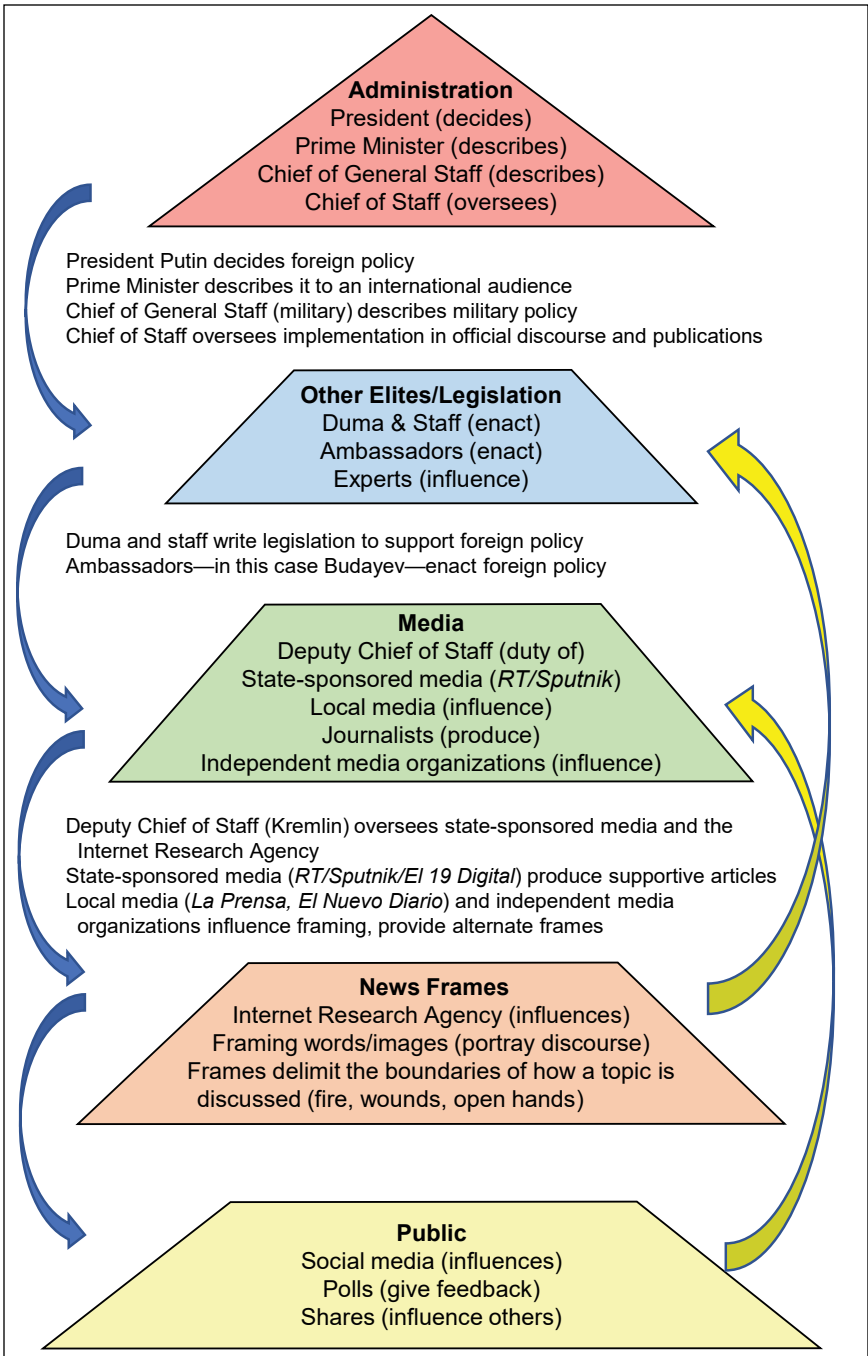 Administration
President (decides)
Prime Minister (describes)
Chief of General Staff (describes)
Chief of Staff (oversees)
President Putin decides foreign policy
Prime Minister describes it to an international audience
Chief of General Staff (military) describes military policy
Chief of Staff oversees implementation in official discourse and publications
Other Elites/Legislation
Duma & Staff (enact)
Ambassadors (enact)
Experts (influence)
Duma and staff write legislation to support foreign policy
Ambassadors—in this case Budayev—enact foreign policy
Media
Deputy Chief of Staff (duty of)
State-sponsored media (RT/Sputnik)
Local media (influence)
Journalists (produce)
Independent media organizations (influence)
Deputy Chief of Staff (Kremlin) oversees state-sponsored media and the
Internet Research Agency
State-sponsored media (RT/Sputnik/El 19 Digital) produce supportive articles
Local media (La Prensa, El Nuevo Diario) and independent media
organizations influence framing, provide alternate frames
News Frames
Internet Research Agency (influences)
Framing words/images (portray discourse)
Frames delimit the boundaries of how a topic is
discussed (fire, wounds, open hands)
Public
Social media (influences)
Polls (give feedback)
Shares (influence others)